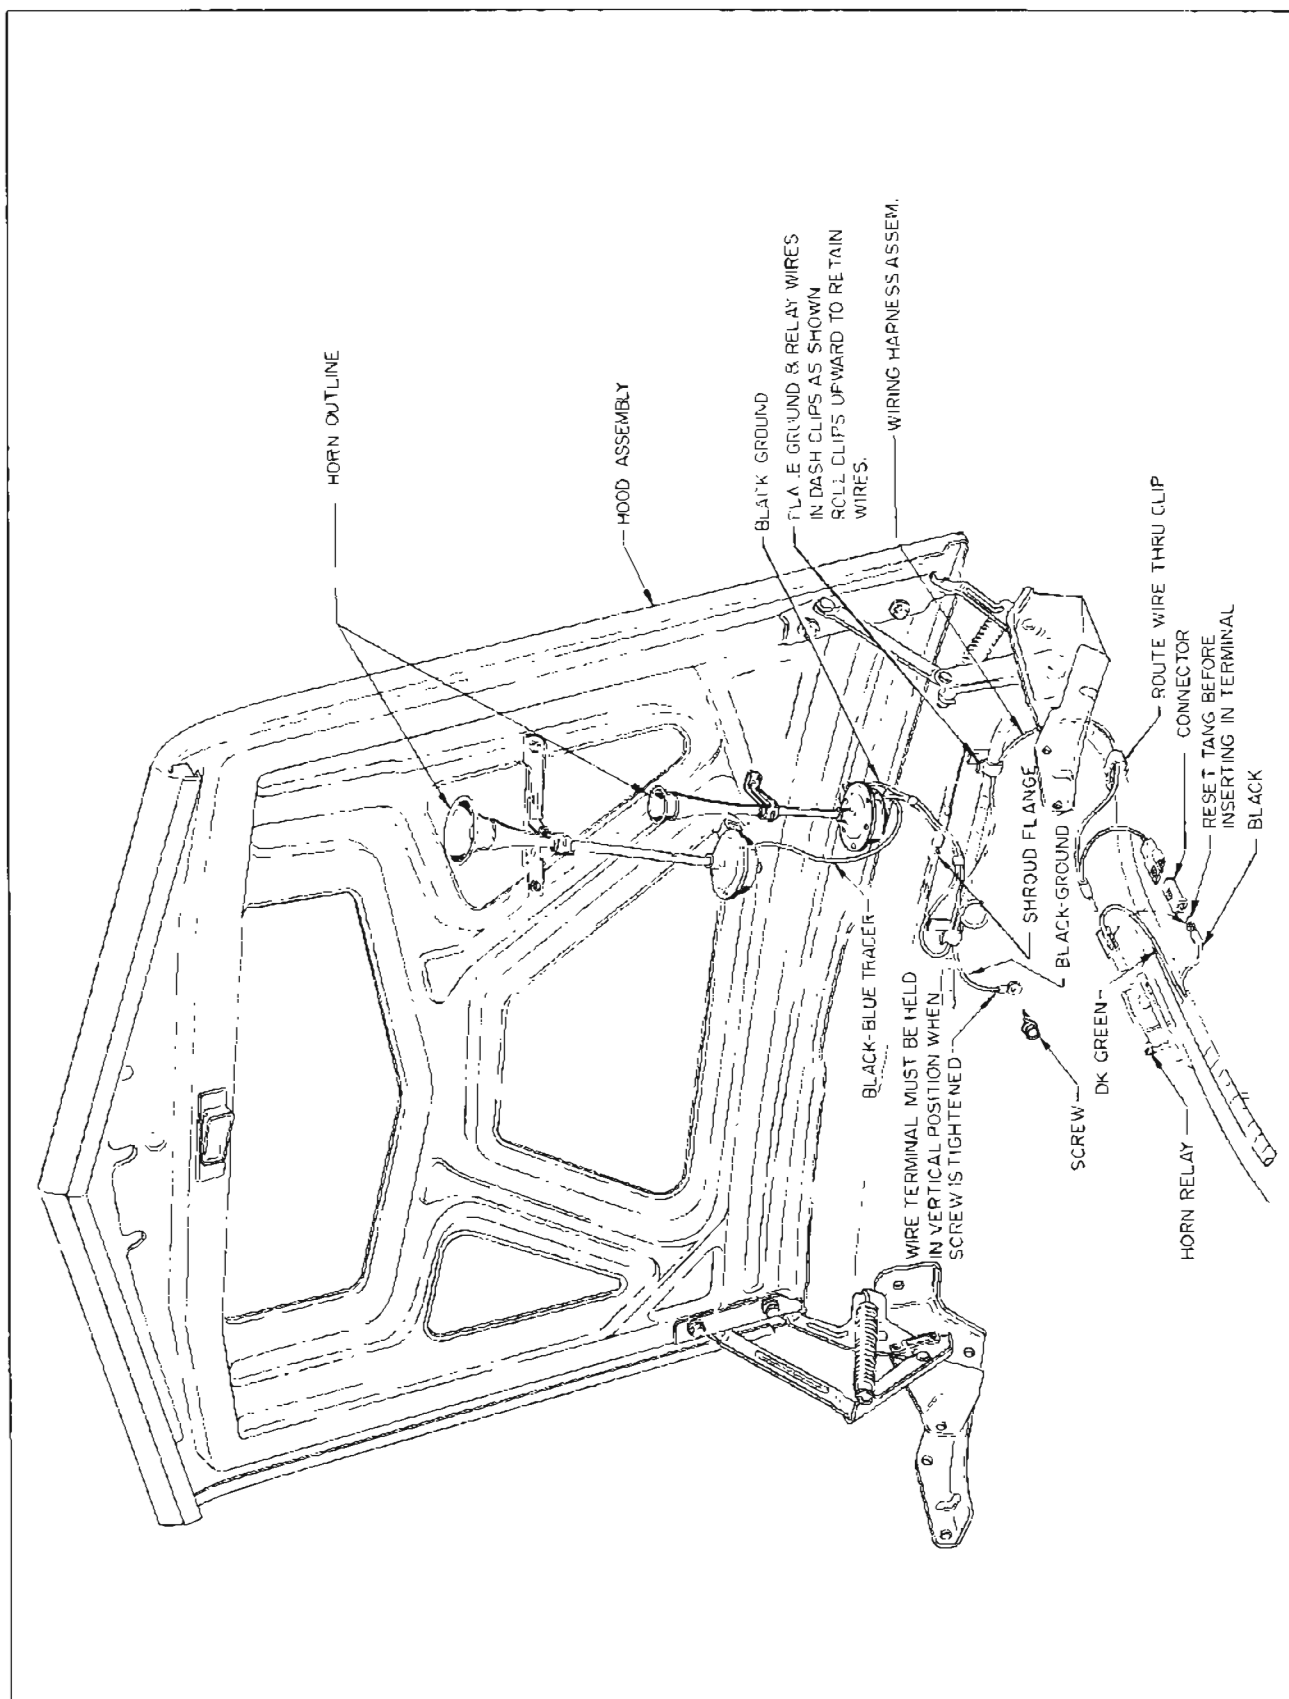 HORN OUTLINE
HOOD ASSEMBLY
BLACK GROUND
PLACE GROUND & RELAY WIRES
IN DASH CLIPS AS SHOWN
ROLL CLIPS UPWARD TO RETAIN
WIRES.
WIRING HARNESS ASSEM.
BLACK-BLUE TRACER
WIRE TERMINAL MUST BE HELD
IN VERTICAL POSITION WHEN
SCREW IS TIGHTENED
SHROUD FLANGE
BLACK-GROUND
SCREW
DK GREEN
HORN RELAY
ROUTE WIRE THRU CLIP
CONNECTOR
RESET TANG BEFORE
INSERTING IN TERMINAL
BLACK